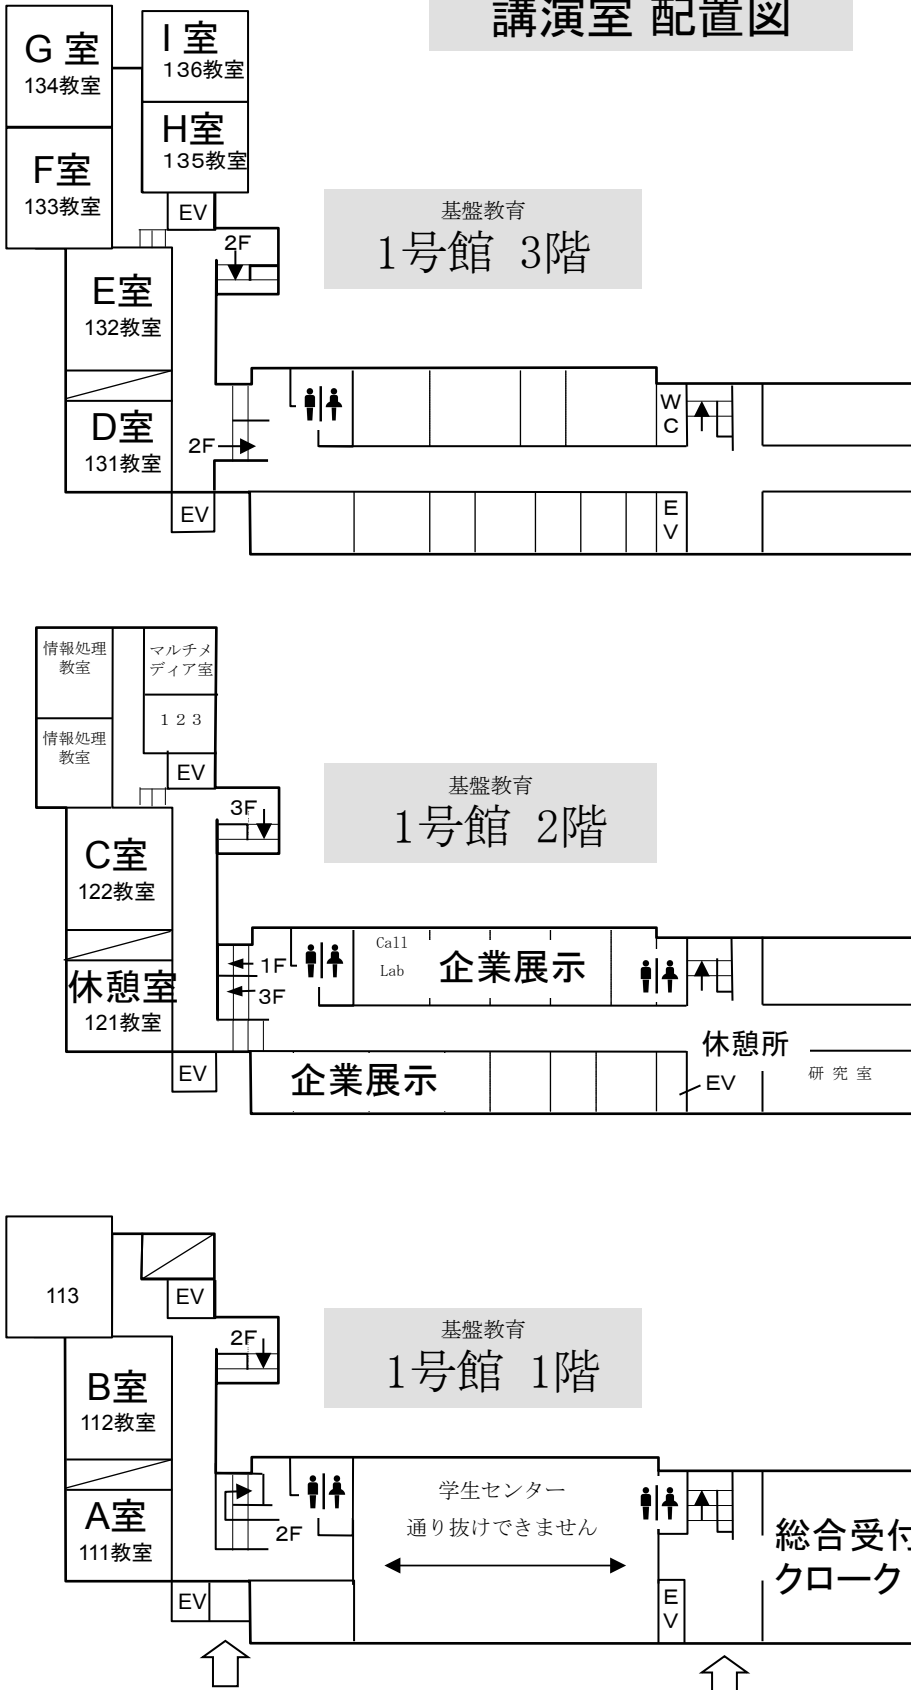 講演室 配置図
G 室
134教室
I 室
136教室
F室
133教室
H室
135教室
EV
基盤教育
1号館 3階
2F
E室
132教室
D室
131教室
2F
WC
EV
EV
情報処理
教室
マルチメ
ディア室
１２３
情報処理
教室
EV
基盤教育
1号館 2階
3F
C室
122教室
休憩室
121教室
1F
3F
Call
Lab
企業展示
休憩所
EV
企業展示
EV
研 究 室
113
EV
基盤教育
1号館 1階
2F
B室
112教室
A室
111教室
2F
学生センター
通り抜けできません
総合受付
クローク
EV
EV